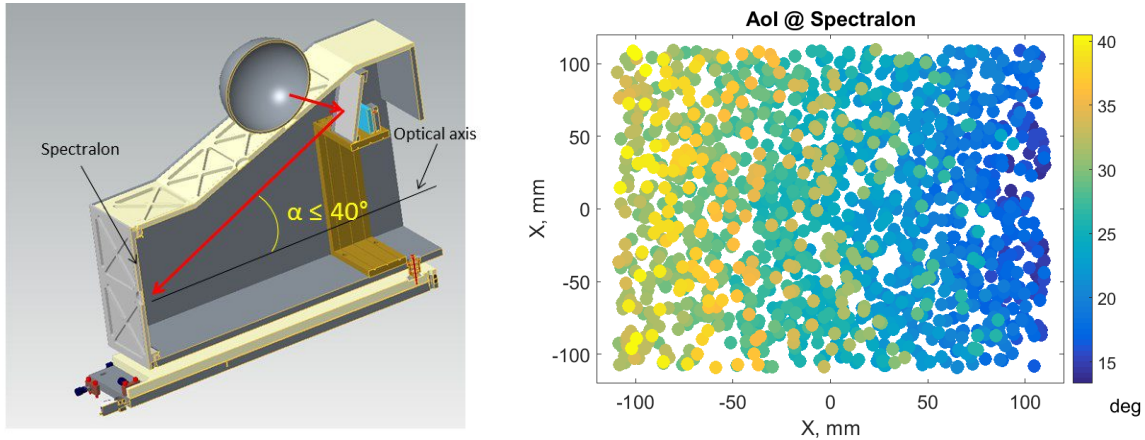 Spectralon
Optical axis
α ≤ 40°
AoI @ Spectralon
X, mm
100
50
0
-50
-100
-100
-50
0
50
100
X, mm
40
35
30
25
20
15
deg